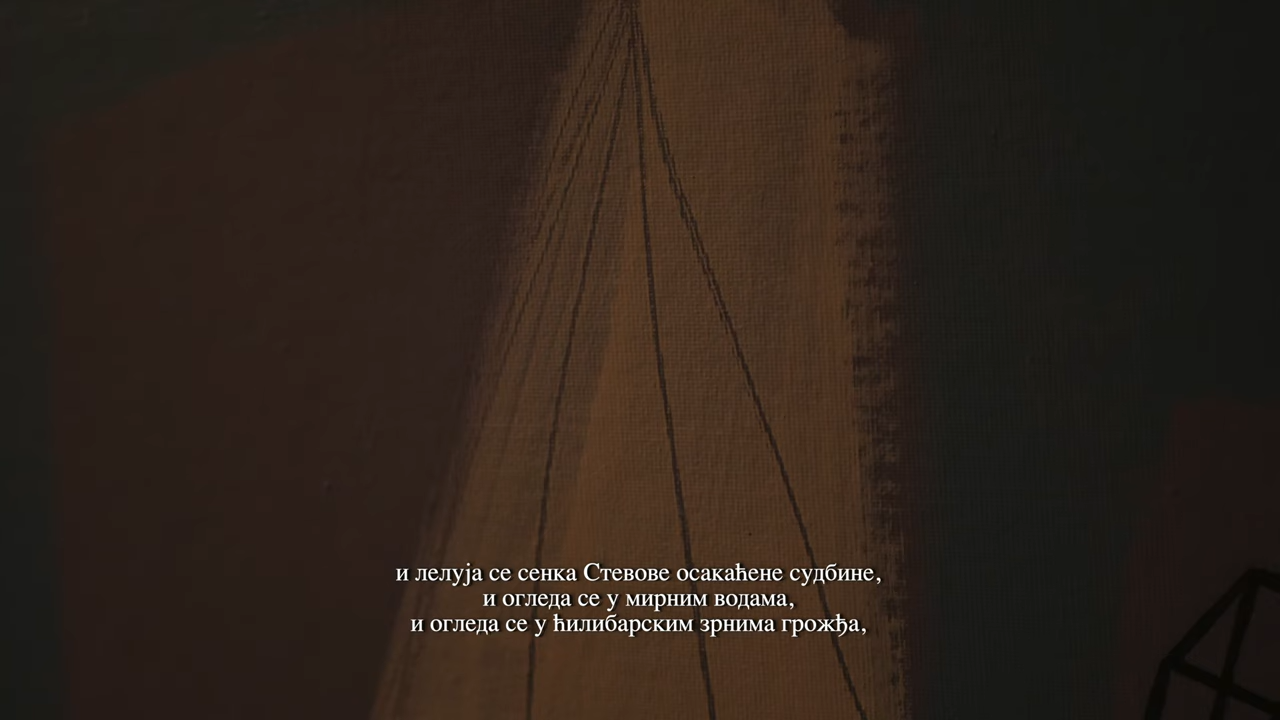 и лелуја се сенка Стевове осакаћене судбине,
и огледа се у мирним водама,
и огледа се у ћилибарским зрнима грожђа,